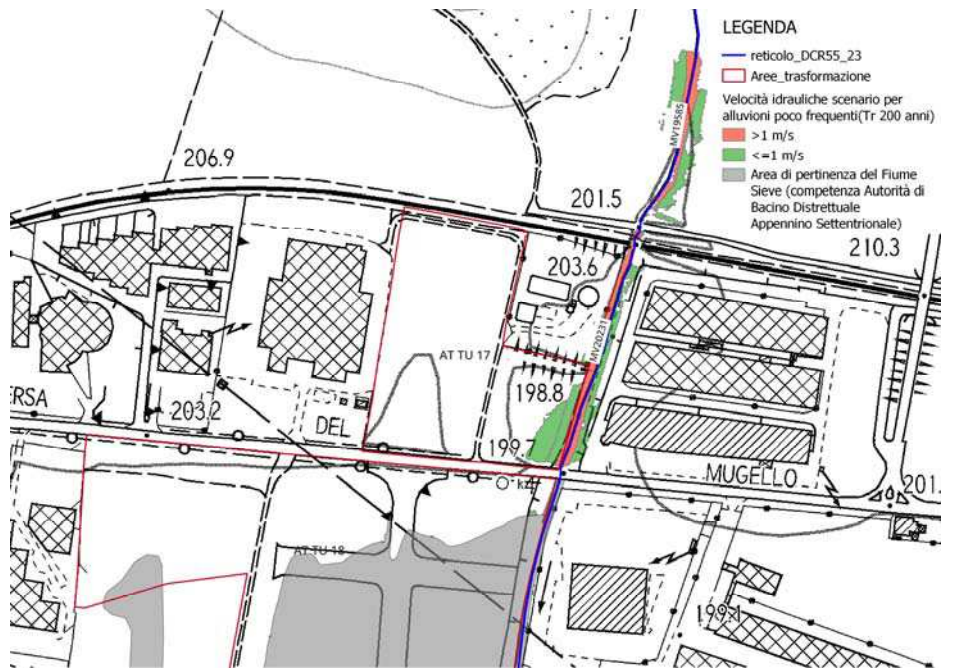 LEGENDA
reticolo_DCR55_23
Aree_trasformazione
Velocità idrauliche scenario per
alluvioni poco frequenti(Tr 200 anni)
>1 m/s
<=1 m/s
Area di pertinenza del Fiume
Sieve (competenza Autorità di
Bacino Distrettuale
Appennino Settentrionale)
MV19585
206.9
201.5
210.3
203.6
MV20231
AT TU 17
198.8
ERSA
203.2
DEL
199.7
MUGELLO
201.
AT TU 18
199.1